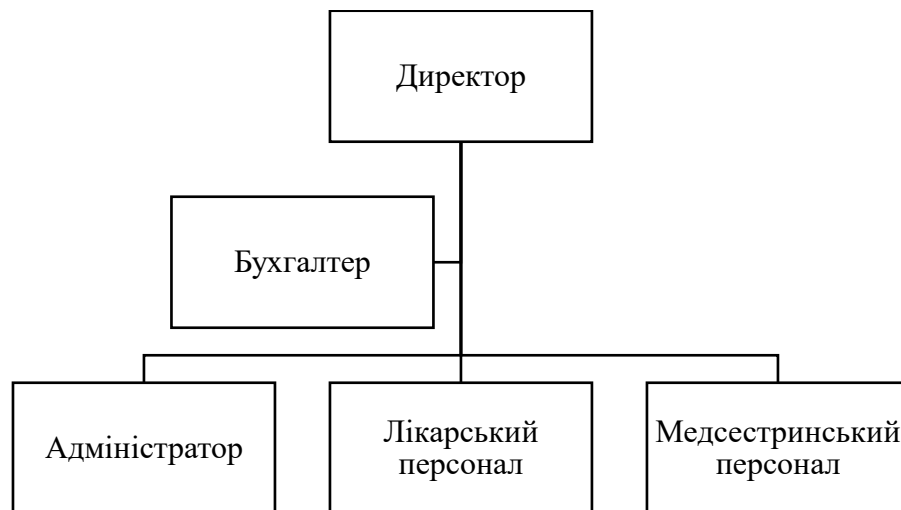 Директор
Бухгалтер
Адміністратор
Лікарський
персонал
Медсестринський
персонал